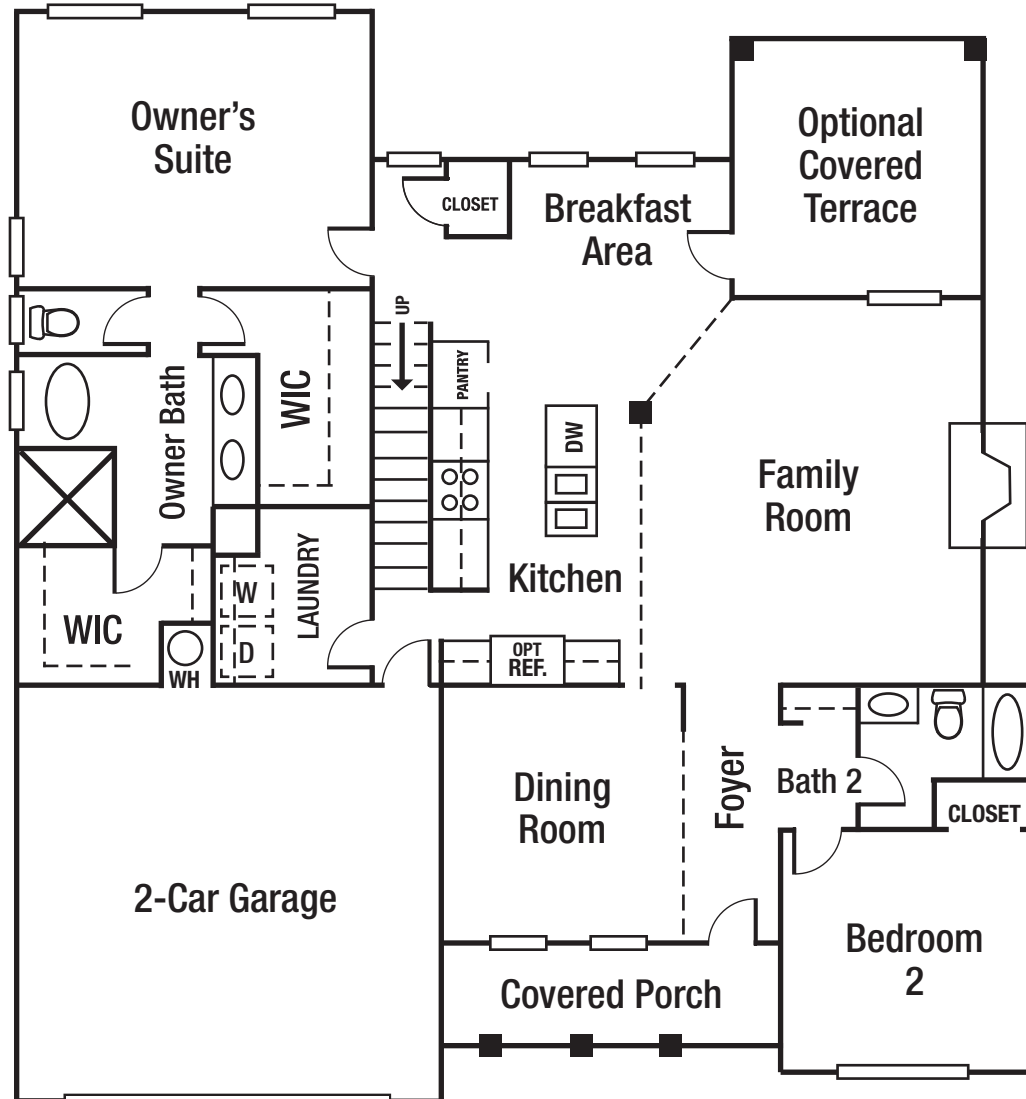 Owner's
Suite
Optional
Covered
Terrace
CLOSET
Breakfast
Area
UP
PANTRY
WIC
Owner Bath
DW
Family
Room
Kitchen
LAUNDRY
W
D
WIC
WH
OPT
REF.
Dining
Room
Foyer
Bath 2
CLOSET
2-Car Garage
Bedroom
2
Covered Porch